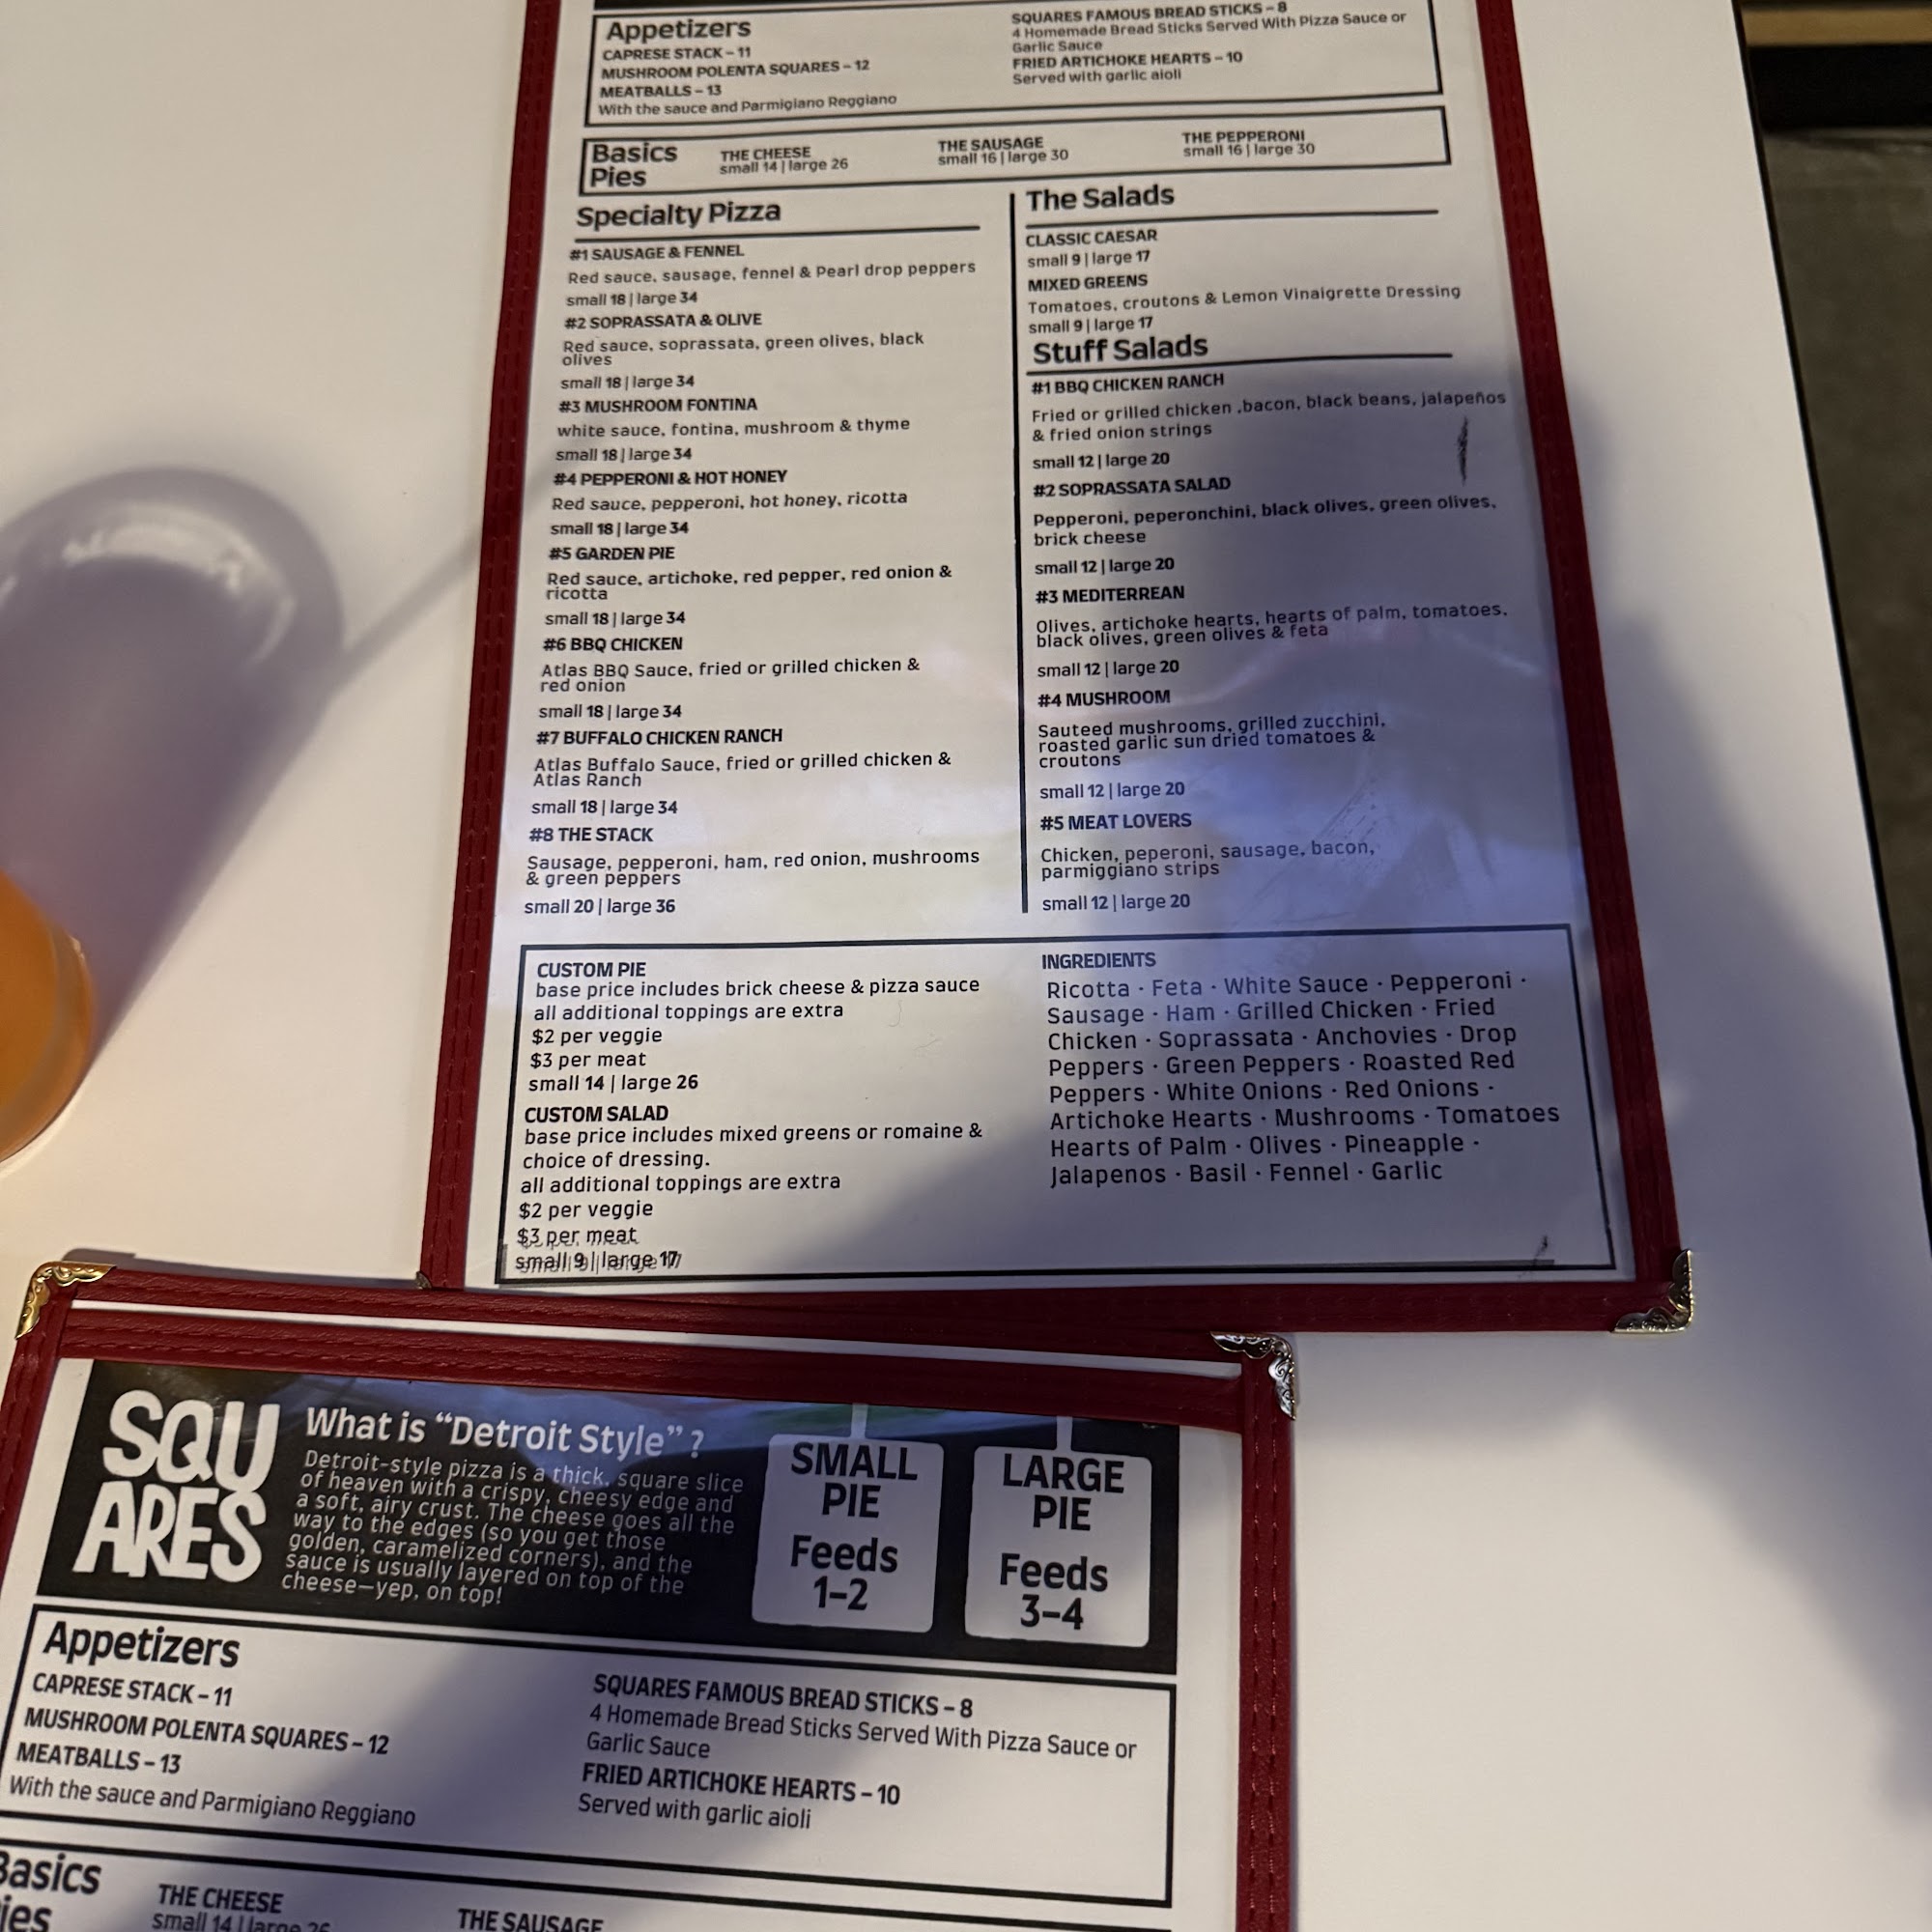 Appetizers
CAPRESE STACK – 11
MUSHROOM POLENTA SQUARES – 12
MEATBALLS – 13
With the sauce and Parmigiano Reggiano
SQUARES FAMOUS BREAD STICKS – 8
4 Homemade Bread Sticks Served With Pizza Sauce or
Garlic Sauce
FRIED ARTICHOKE HEARTS – 10
Served with garlic aioli
Basics
Pies
THE CHEESE
small 14 | large 26
THE SAUSAGE
small 16 | large 30
THE PEPPERONI
small 16 | large 30
Specialty Pizza
#1 SAUSAGE & FENNEL
Red sauce, sausage, fennel & Pearl drop peppers
small 18 | large 34
#2 SOPRASSATA & OLIVE
Red sauce, soprassata, green olives, black
olives
small 18 | large 34
#3 MUSHROOM FONTINA
white sauce, fontina, mushroom & thyme
small 18 | large 34
#4 PEPPERONI & HOT HONEY
Red sauce, pepperoni, hot honey, ricotta
small 18 | large 34
#5 GARDEN PIE
Red sauce, artichoke, red pepper, red onion &
ricotta
small 18 | large 34
#6 BBQ CHICKEN
Atlas BBQ Sauce, fried or grilled chicken &
red onion
small 18 | large 34
#7 BUFFALO CHICKEN RANCH
Atlas Buffalo Sauce, fried or grilled chicken &
Atlas Ranch
small 18 | large 34
#8 THE STACK
Sausage, pepperoni, ham, red onion, mushrooms
& green peppers
small 20 | large 36
The Salads
CLASSIC CAESAR
small 9 | large 17
MIXED GREENS
Tomatoes, croutons & Lemon Vinaigrette Dressing
small 9 | large 17
Stuff Salads
#1 BBQ CHICKEN RANCH
Fried or grilled chicken ,bacon, black beans, jalapeños
& fried onion strings
small 12 | large 20
#2 SOPRASSATA SALAD
Pepperoni, peperonchini, black olives, green olives,
brick cheese
small 12 | large 20
#3 MEDITERREAN
Olives, artichoke hearts, hearts of palm, tomatoes,
black olives, green olives & feta
small 12 | large 20
#4 MUSHROOM
Sauteed mushrooms, grilled zucchini,
roasted garlic sun dried tomatoes &
croutons
small 12 | large 20
#5 MEAT LOVERS
Chicken, peperoni, sausage, bacon,
parmiggiano strips
small 12 | large 20
CUSTOM PIE
base price includes brick cheese & pizza sauce
all additional toppings are extra
$2 per veggie
$3 per meat
small 14 | large 26
CUSTOM SALAD
base price includes mixed greens or romaine &
choice of dressing.
all additional toppings are extra
$2 per veggie
$3 per meat
small 9 | large 17
INGREDIENTS
Ricotta · Feta · White Sauce · Pepperoni ·
Sausage · Ham · Grilled Chicken · Fried
Chicken · Soprassata · Anchovies · Drop
Peppers · Green Peppers · Roasted Red
Peppers · White Onions · Red Onions ·
Artichoke Hearts · Mushrooms · Tomatoes
Hearts of Palm · Olives · Pineapple ·
Jalapenos · Basil · Fennel · Garlic
SQU
ARES
What is “Detroit Style” ?
Detroit-style pizza is a thick, square slice
of heaven with a crispy, cheesy edge and
a soft, airy crust. The cheese goes all the
way to the edges (so you get those
golden, caramelized corners), and the
sauce is usually layered on top of the
cheese—yep, on top!
SMALL
PIE
Feeds
1–2
LARGE
PIE
Feeds
3–4
Appetizers
CAPRESE STACK – 11
MUSHROOM POLENTA SQUARES – 12
MEATBALLS – 13
With the sauce and Parmigiano Reggiano
SQUARES FAMOUS BREAD STICKS – 8
4 Homemade Bread Sticks Served With Pizza Sauce or
Garlic Sauce
FRIED ARTICHOKE HEARTS – 10
Served with garlic aioli
Basics
ies
THE CHEESE
small 14 | large 26
THE SAUSAGE